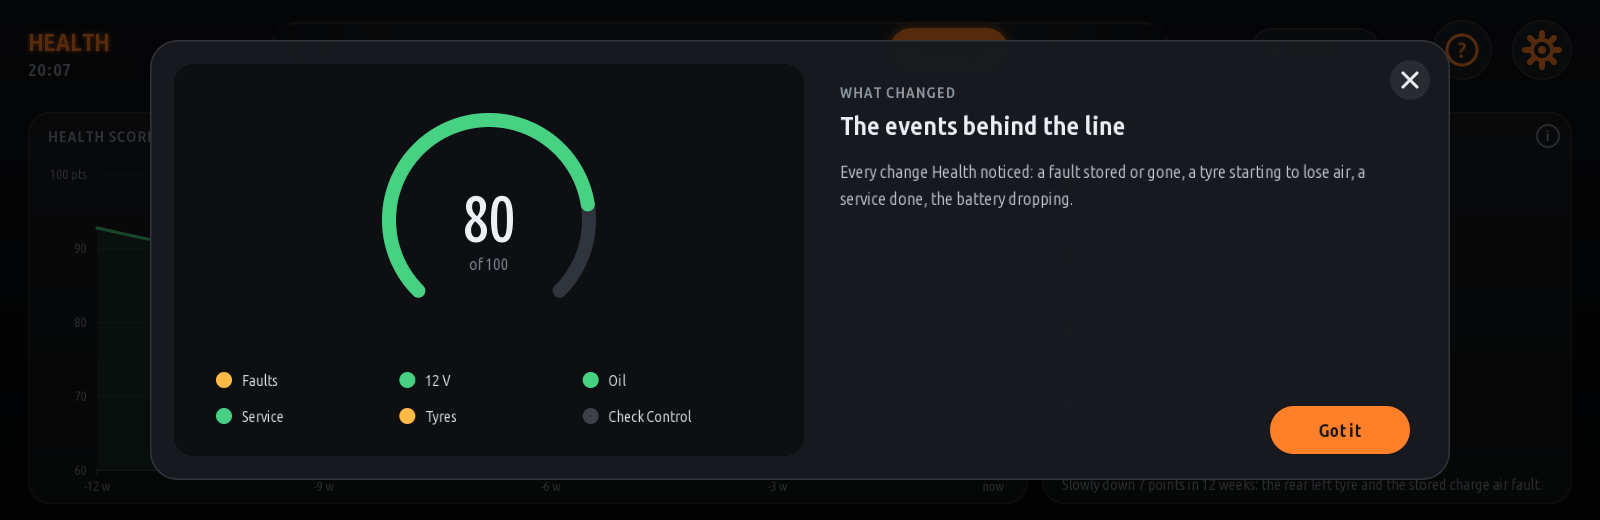 HEALTH
20:07
?
HEALTH SCORE
i
100 pts
90
80
70
60
-12 w
-9 w
-6 w
-3 w
now
80
of 100
Faults
12 V
Oil
Service
Tyres
Check Control
WHAT CHANGED
The events behind the line
Every change Health noticed: a fault stored or gone, a tyre starting to lose air, a
service done, the battery dropping.
Got it
Slowly down 7 points in 12 weeks: the rear left tyre and the stored charge air fault.